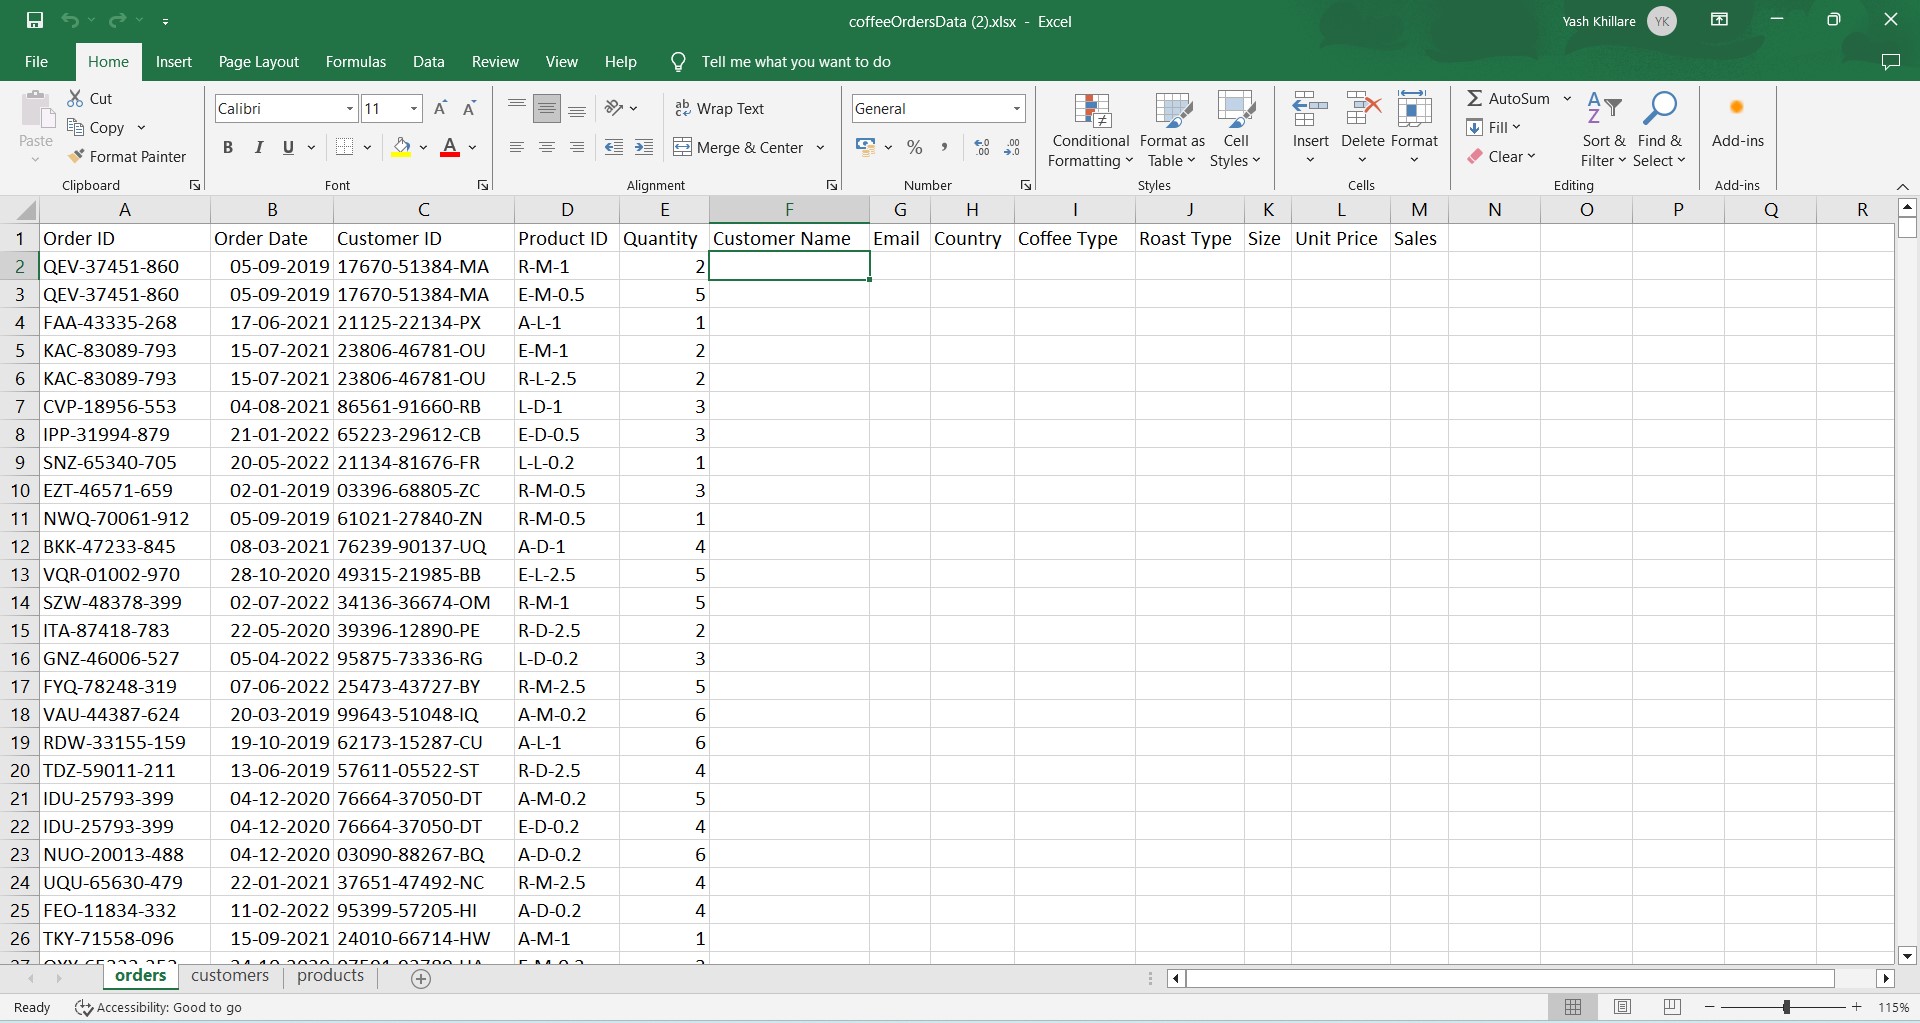 coffeeOrdersData (2).xlsx - Excel
Yash Khillare YK
File Home Insert Page Layout Formulas Data Review View Help Tell me what you want to do
Paste
Cut
Copy
Format Painter
Clipboard
Calibri 11
A A
B I U A
Font
ab Wrap Text
Merge & Center
Alignment
General
% , .00 .00
Number
Conditional Formatting
Format as Table
Cell Styles
Styles
Insert Delete Format
Cells
AutoSum
Fill
Clear
Sort & Filter
Find & Select
Editing
Add-ins
Add-ins
A B C D E F G H I J K L M N O P Q R
1 Order ID Order Date Customer ID Product ID Quantity Customer Name Email Country Coffee Type Roast Type Size Unit Price Sales
2 QEV-37451-860 05-09-2019 17670-51384-MA R-M-1 2
3 QEV-37451-860 05-09-2019 17670-51384-MA E-M-0.5 5
4 FAA-43335-268 17-06-2021 21125-22134-PX A-L-1 1
5 KAC-83089-793 15-07-2021 23806-46781-OU E-M-1 2
6 KAC-83089-793 15-07-2021 23806-46781-OU R-L-2.5 2
7 CVP-18956-553 04-08-2021 86561-91660-RB L-D-1 3
8 IPP-31994-879 21-01-2022 65223-29612-CB E-D-0.5 3
9 SNZ-65340-705 20-05-2022 21134-81676-FR L-L-0.2 1
10 EZT-46571-659 02-01-2019 03396-68805-ZC R-M-0.5 3
11 NWQ-70061-912 05-09-2019 61021-27840-ZN R-M-0.5 1
12 BKK-47233-845 08-03-2021 76239-90137-UQ A-D-1 4
13 VQR-01002-970 28-10-2020 49315-21985-BB E-L-2.5 5
14 SZW-48378-399 02-07-2022 34136-36674-OM R-M-1 5
15 ITA-87418-783 22-05-2020 39396-12890-PE R-D-2.5 2
16 GNZ-46006-527 05-04-2022 95875-73336-RG L-D-0.2 3
17 FYQ-78248-319 07-06-2022 25473-43727-BY R-M-2.5 5
18 VAU-44387-624 20-03-2019 99643-51048-IQ A-M-0.2 6
19 RDW-33155-159 19-10-2019 62173-15287-CU A-L-1 6
20 TDZ-59011-211 13-06-2019 57611-05522-ST R-D-2.5 4
21 IDU-25793-399 04-12-2020 76664-37050-DT A-M-0.2 5
22 IDU-25793-399 04-12-2020 76664-37050-DT E-D-0.2 4
23 NUO-20013-488 04-12-2020 03090-88267-BQ A-D-0.2 6
24 UQU-65630-479 22-01-2021 37651-47492-NC R-M-2.5 4
25 FEO-11834-332 11-02-2022 95399-57205-HI A-D-0.2 4
26 TKY-71558-096 15-09-2021 24010-66714-HW A-M-1 1
orders customers products
Ready Accessibility: Good to go 115%